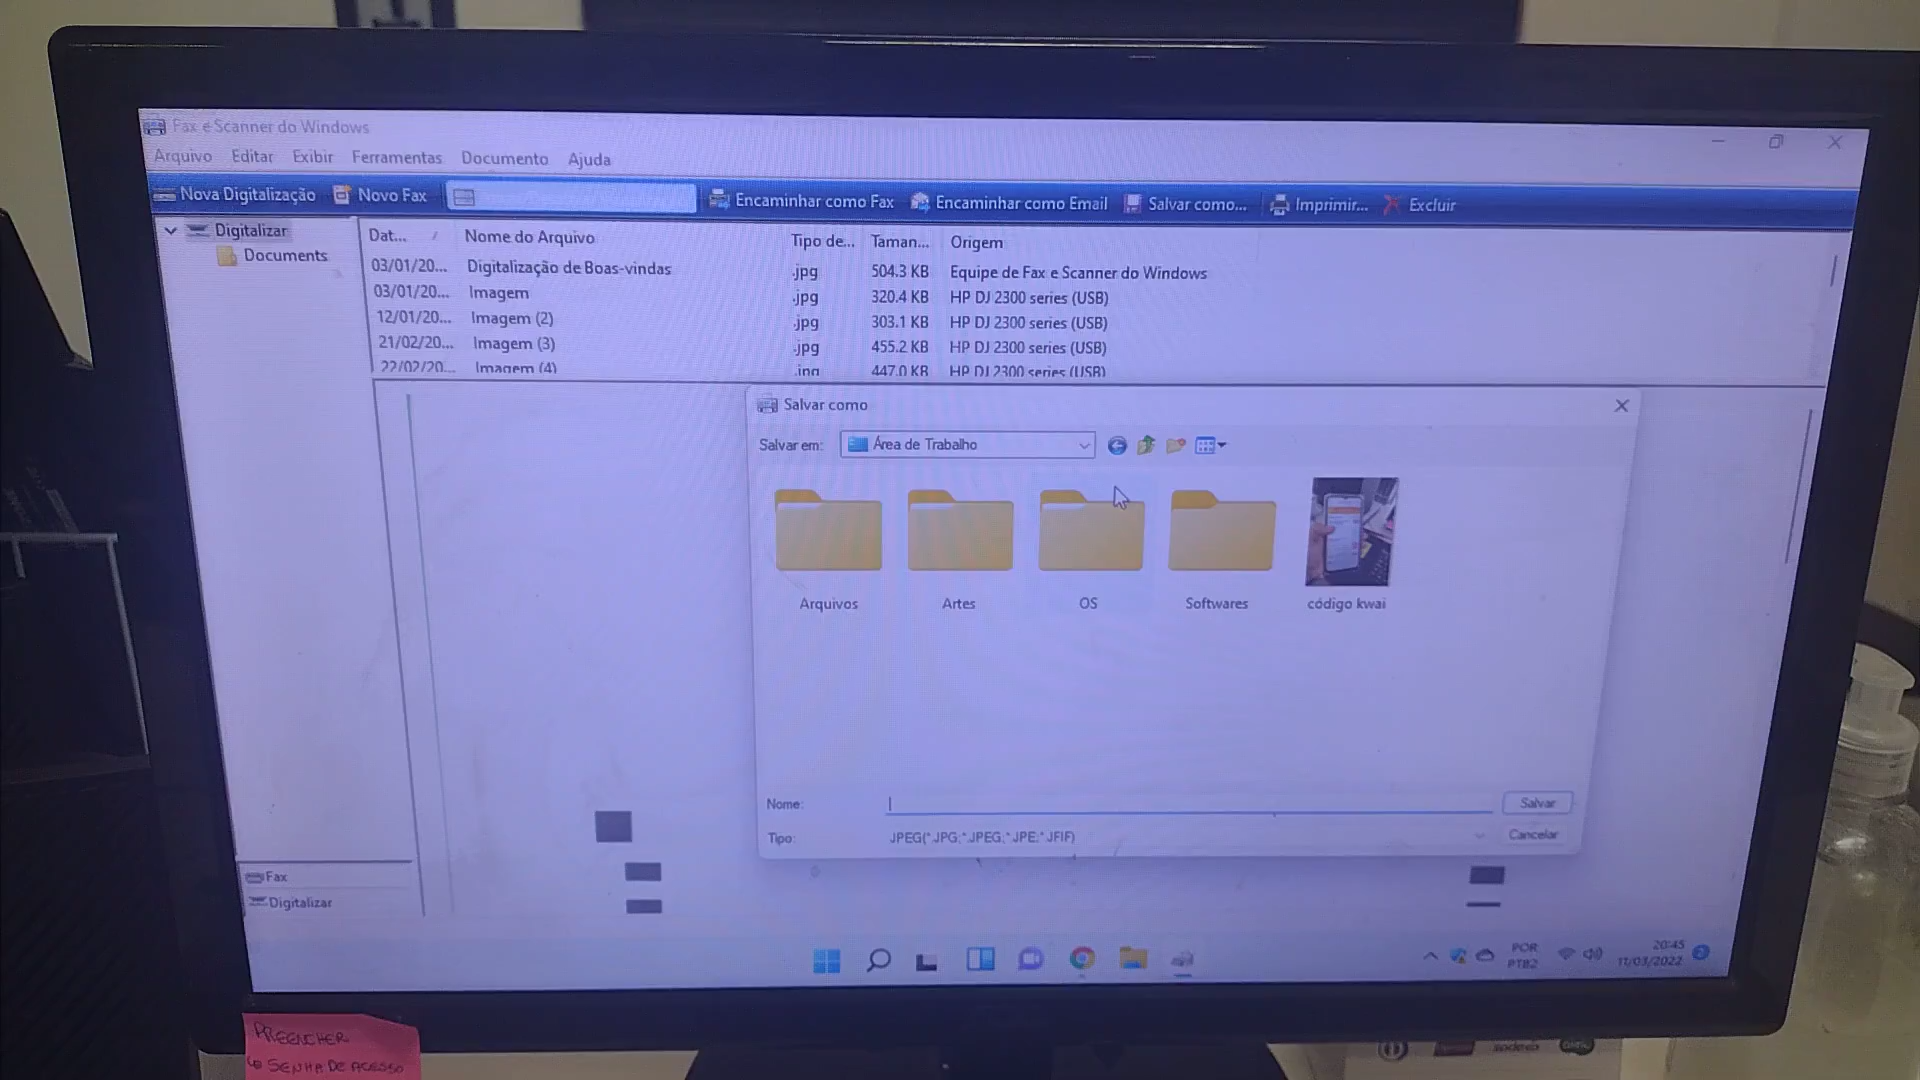 Fax e Scanner do Windows
Arquivo Editar Exibir Ferramentas Documento Ajuda
Nova Digitalização Novo Fax Encaminhar como Fax Encaminhar como Email Salvar como... Imprimir... Excluir
Digitalizar
Documents
Dat... Nome do Arquivo Tipo de... Taman... Origem
03/01/20... Digitalização de Boas-vindas .jpg 504.3 KB Equipe de Fax e Scanner do Windows
03/01/20... Imagem .jpg 320.4 KB HP DJ 2300 series (USB)
12/01/20... Imagem (2) .jpg 303.1 KB HP DJ 2300 series (USB)
21/02/20... Imagem (3) .jpg 455.2 KB HP DJ 2300 series (USB)
22/02/20... Imagem (4) .jpg 447.0 KB HP DJ 2300 series (USB)
Salvar como
Salvar em: Área de Trabalho
Arquivos Artes OS Softwares código kwai
Nome: Salvar
Tipo: JPEG(*.JPG;*.JPEG;*.JPE;*.JFIF) Cancelar
Fax
Digitalizar
POR
PTB2
20:45
11/03/2022
PREENCHER
SENHA DE ACESSO